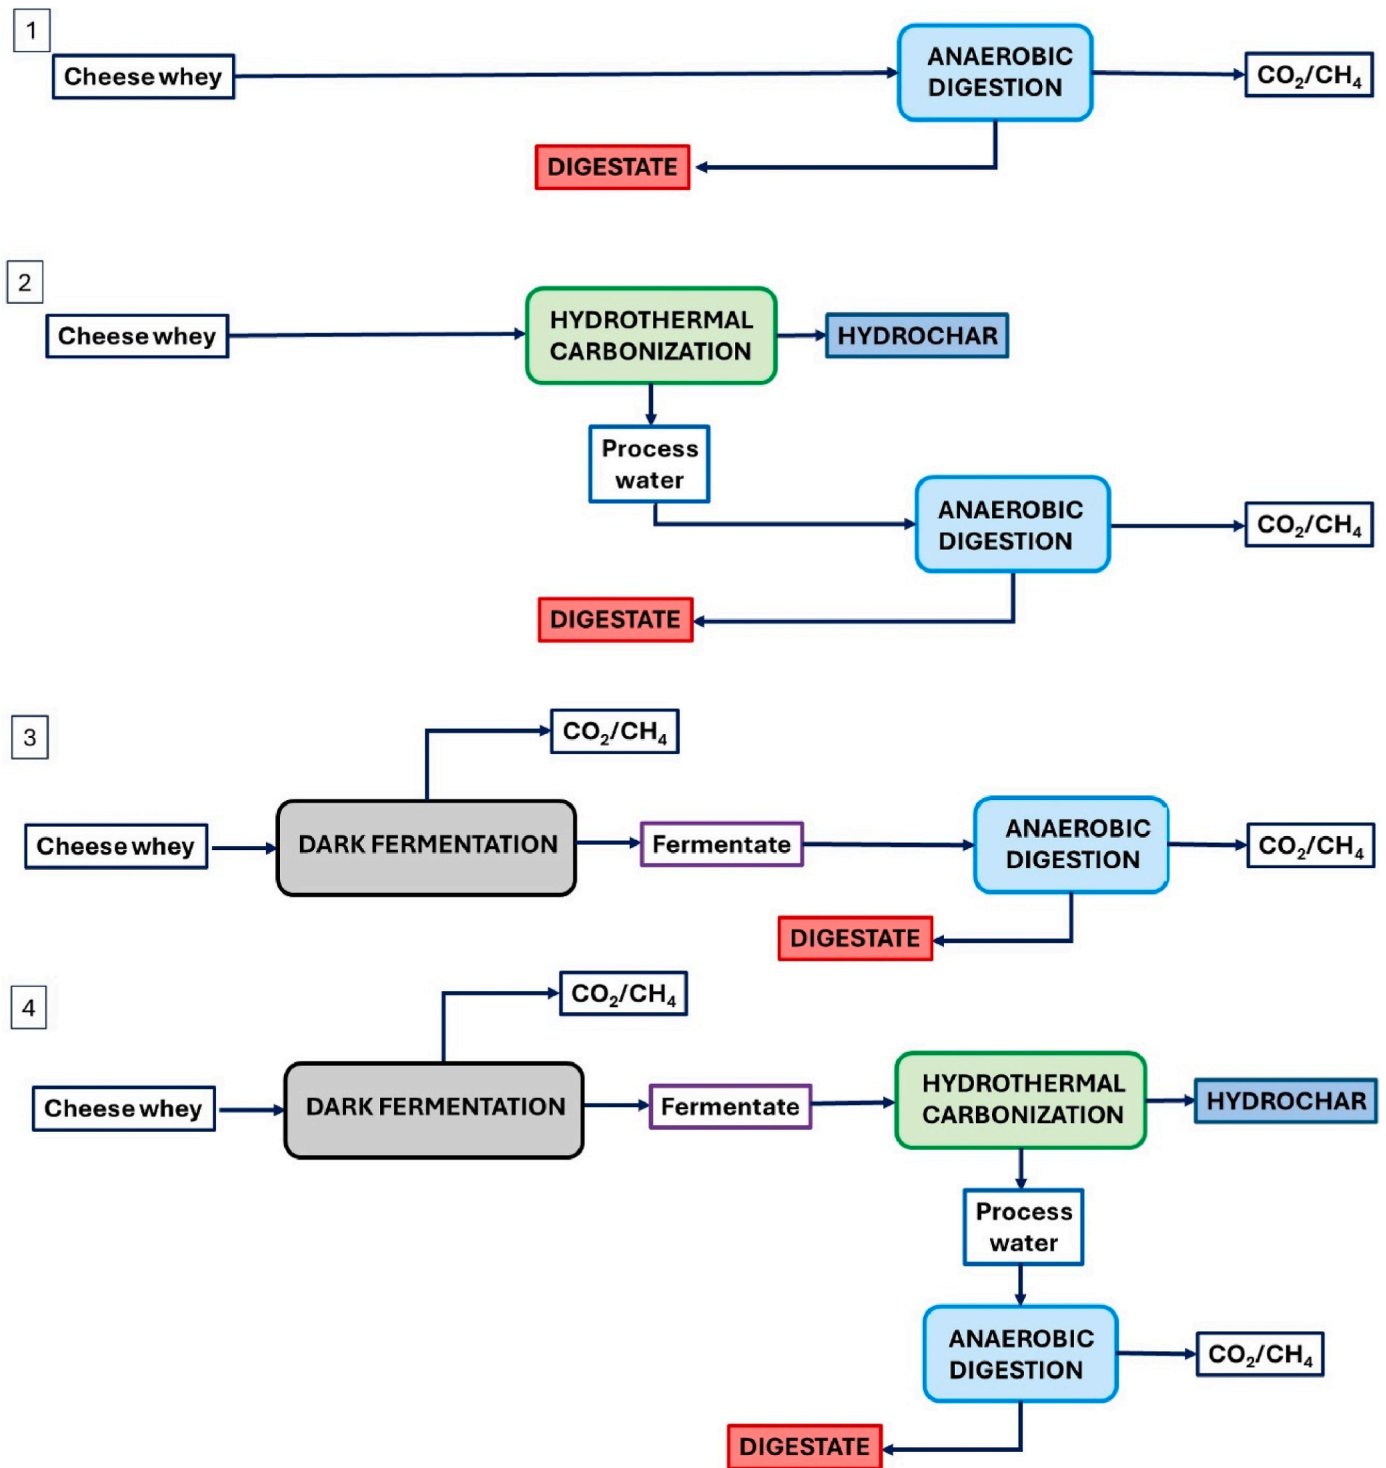 1
Cheese whey
ANAEROBIC
DIGESTION
CO₂/CH₄
DIGESTATE
2
Cheese whey
HYDROTHERMAL
CARBONIZATION
HYDROCHAR
Process
water
ANAEROBIC
DIGESTION
CO₂/CH₄
DIGESTATE
3
CO₂/CH₄
Cheese whey
DARK FERMENTATION
Fermentate
ANAEROBIC
DIGESTION
CO₂/CH₄
DIGESTATE
4
CO₂/CH₄
Cheese whey
DARK FERMENTATION
Fermentate
HYDROTHERMAL
CARBONIZATION
HYDROCHAR
Process
water
ANAEROBIC
DIGESTION
CO₂/CH₄
DIGESTATE